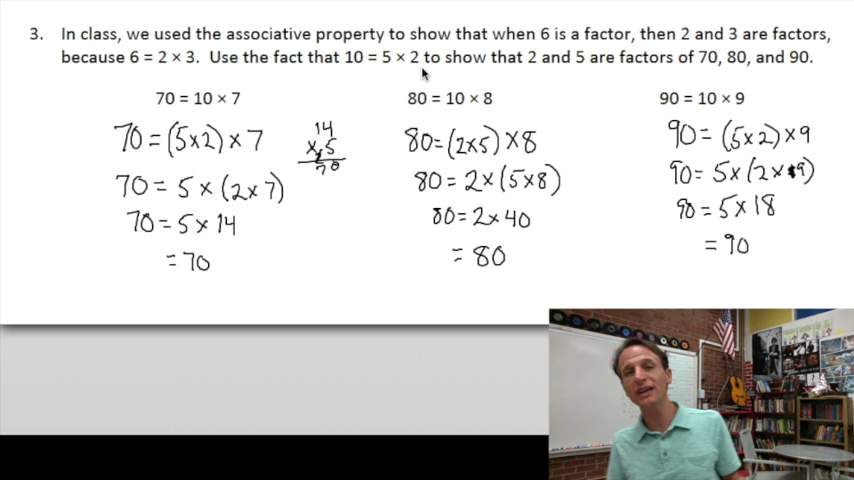 3. In class, we used the associative property to show that when 6 is a factor, then 2 and 3 are factors,
because 6 = 2 × 3. Use the fact that 10 = 5 × 2 to show that 2 and 5 are factors of 70, 80, and 90.
70 = 10 × 7
70 = (5×2) × 7
70 = 5 × (2 × 7)
70 = 5 × 14
= 70
14
× 5
2
70
80 = 10 × 8
80 = (2×5) × 8
80 = 2 × (5×8)
80 = 2 × 40
= 80
90 = 10 × 9
90 = (5×2) × 9
90 = 5 × (2 × 9)
90 = 5 × 18
= 90